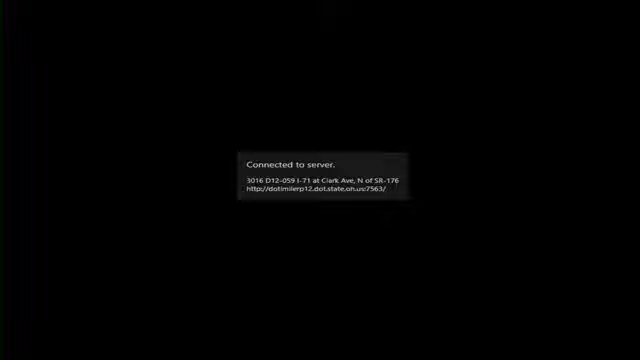 Connected to server.
3016 D12-059 I-71 at Clark Ave, N of SR-176
http://dotimilerp12.dot.state.oh.us:7563/